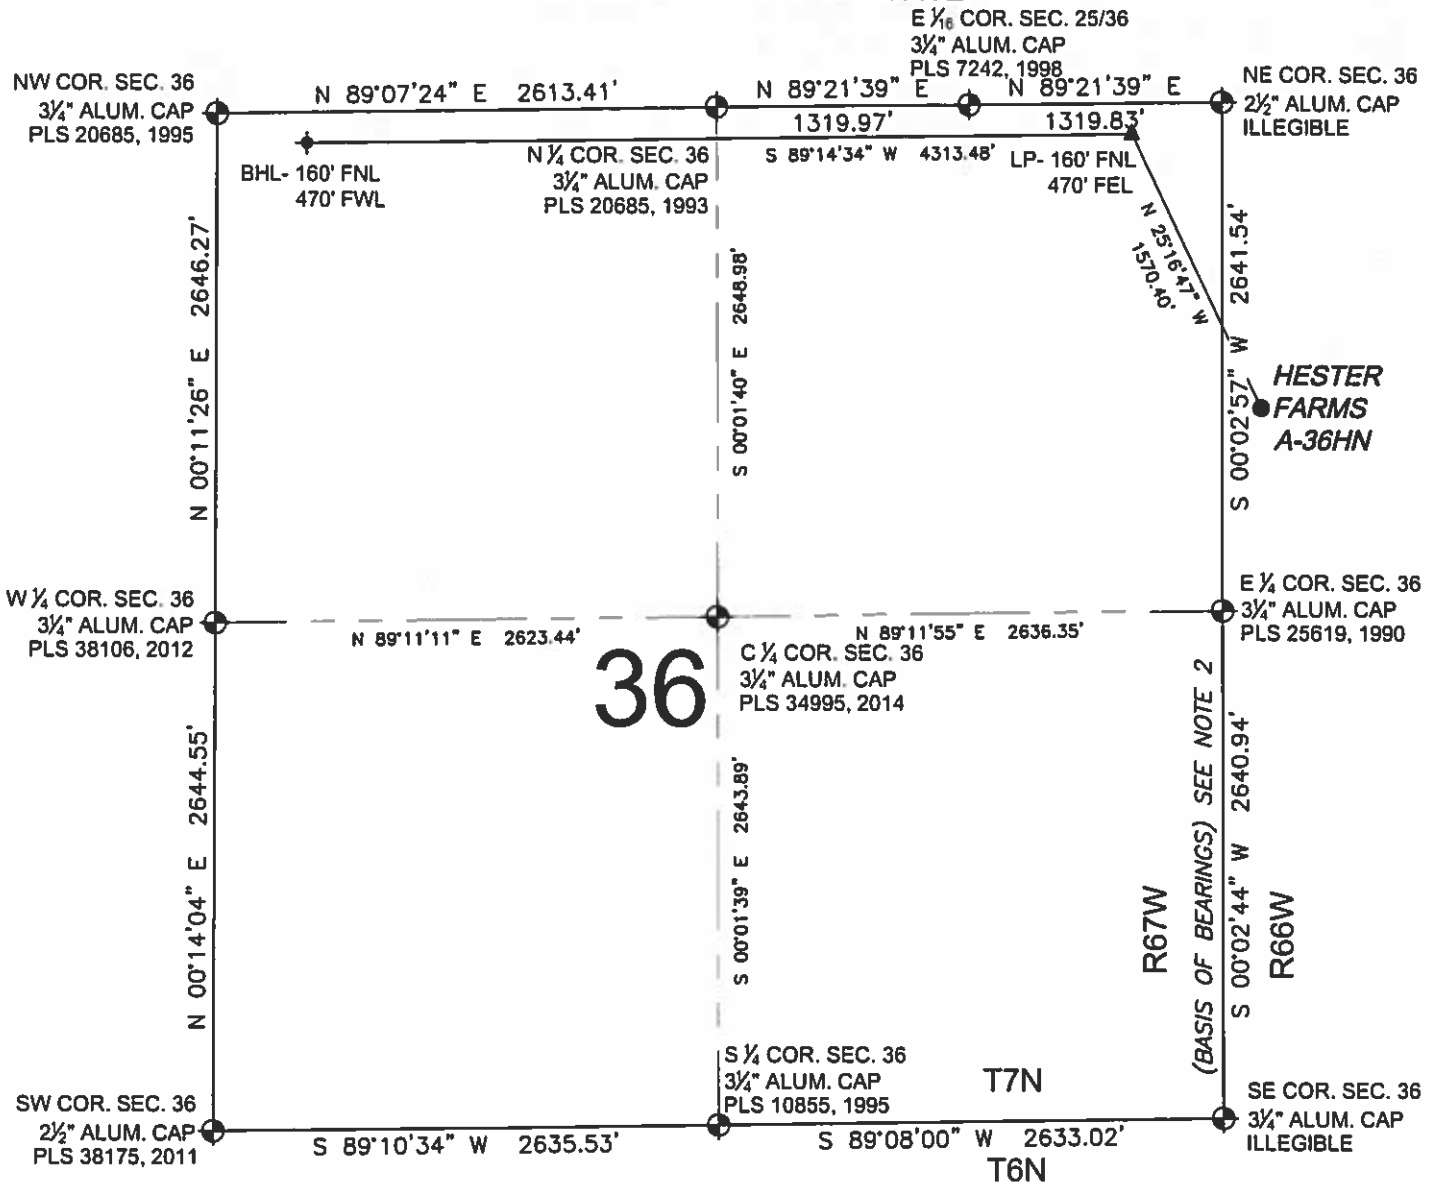 E 1/16 COR. SEC. 25/36
3¼" ALUM. CAP
PLS 7242, 1998
NW COR. SEC. 36
3¼" ALUM. CAP
PLS 20685, 1995
N 89°07'24" E 2613.41'
N 89°21'39" E
1319.97'
N 89°21'39" E
1319.83'
NE COR. SEC. 36
2½" ALUM. CAP
ILLEGIBLE
BHL- 160' FNL
470' FWL
N ¼ COR. SEC. 36
3¼" ALUM. CAP
PLS 20685, 1993
S 89°14'34" W 4313.48'
LP- 160' FNL
470' FEL
N 25°16'47" W
1570.40'
N 00°11'26" E 2646.27'
S 00°01'40" E 2648.98'
S 00°02'57" W 2641.54'
HESTER
FARMS
A-36HN
W ¼ COR. SEC. 36
3¼" ALUM. CAP
PLS 38106, 2012
N 89°11'11" E 2623.44'
N 89°11'55" E 2636.35'
E ¼ COR. SEC. 36
3¼" ALUM. CAP
PLS 25619, 1990
36
C ¼ COR. SEC. 36
3¼" ALUM. CAP
PLS 34995, 2014
N 00°14'04" E 2644.55'
S 00°01'39" E 2643.89'
R67W
(BASIS OF BEARINGS) SEE NOTE 2
S 00°02'44" W 2640.94'
R66W
SW COR. SEC. 36
2½" ALUM. CAP
PLS 38175, 2011
S 89°10'34" W 2635.53'
S ¼ COR. SEC. 36
3¼" ALUM. CAP
PLS 10855, 1995
T7N
S 89°08'00" W 2633.02'
T6N
SE COR. SEC. 36
3¼" ALUM. CAP
ILLEGIBLE